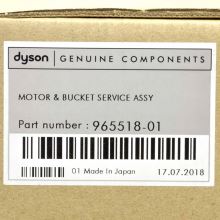 dyson GENUINE COMPONENTS
MOTOR & BUCKET SERVICE ASSY
Part number : 965518-01
01 Made In Japan 17.07.2018